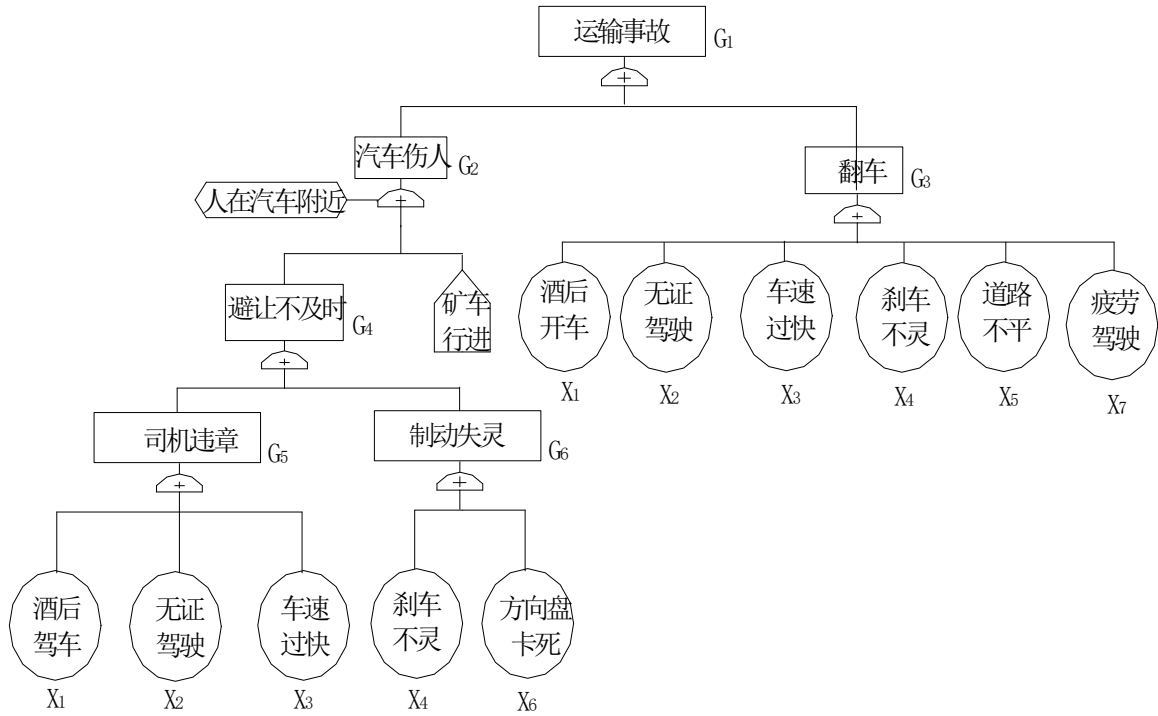 运输事故
G1
+
汽车伤人
G2
翻车
G3
人在汽车附近
+
+
避让不及时
G4
矿车
行进
酒后
开车
无证
驾驶
车速
过快
刹车
不灵
道路
不平
疲劳
驾驶
X1
X2
X3
X4
X5
X7
+
司机违章
G5
制动失灵
G6
+
+
酒后
驾车
无证
驾驶
车速
过快
刹车
不灵
方向盘
卡死
X1
X2
X3
X4
X6